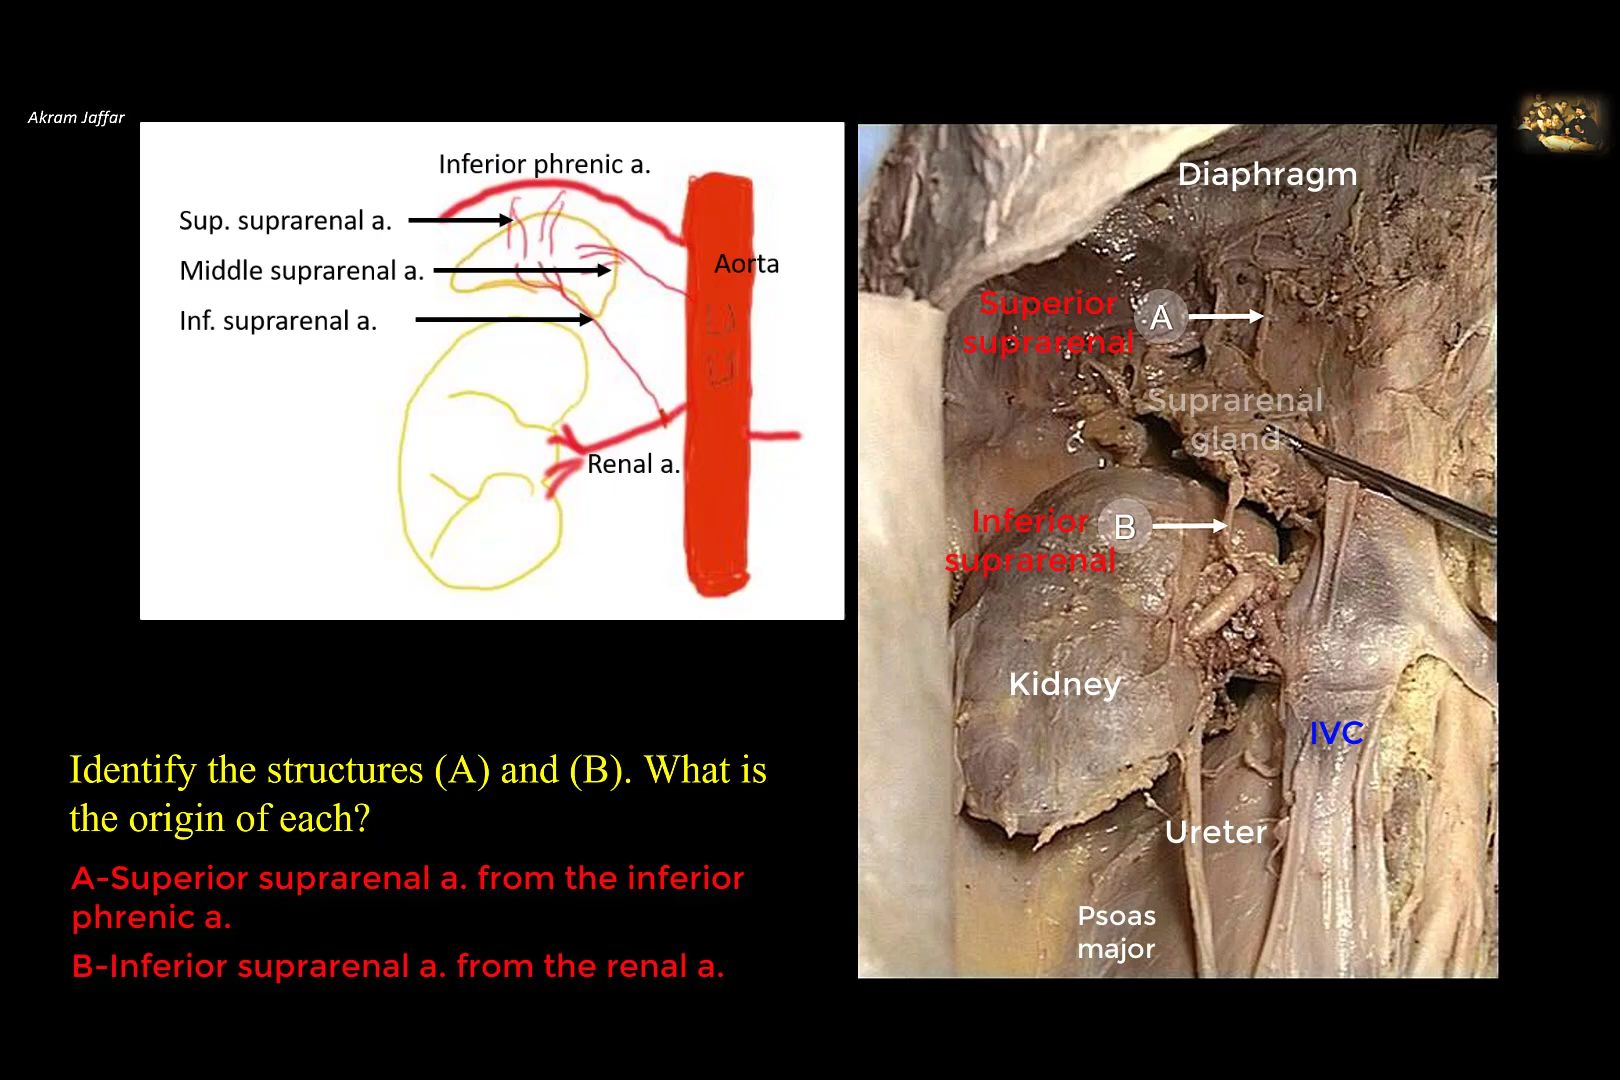 Akram Jaffar
Inferior phrenic a.
Sup. suprarenal a.
Middle suprarenal a.
Inf. suprarenal a.
Aorta
Renal a.
Diaphragm
Superior
suprarenal
A
Suprarenal
gland
Inferior
suprarenal
B
Kidney
IVC
Ureter
Psoas
major
Identify the structures (A) and (B). What is
the origin of each?
A-Superior suprarenal a. from the inferior
phrenic a.
B-Inferior suprarenal a. from the renal a.